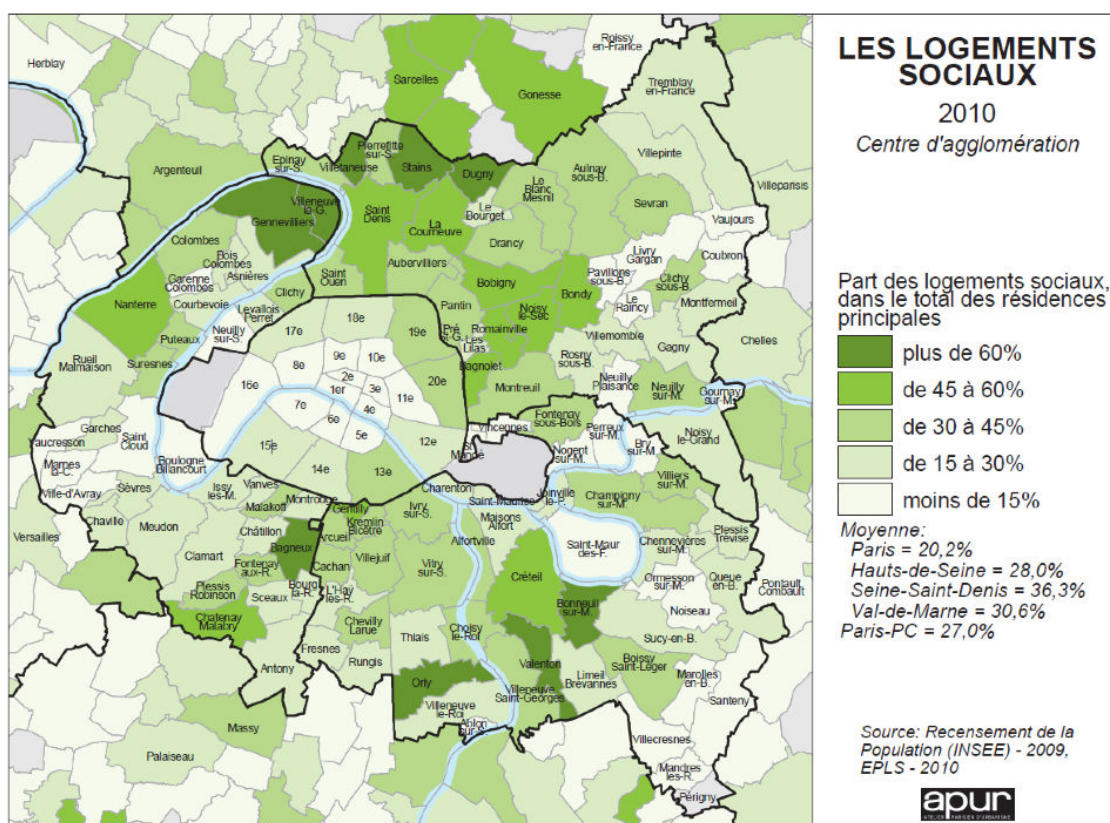 LES LOGEMENTS
SOCIAUX
2010
Centre d'agglomération
Part des logements sociaux,
dans le total des résidences
principales
plus de 60%
de 45 à 60%
de 30 à 45%
de 15 à 30%
moins de 15%
Moyenne:
Paris = 20,2%
Hauts-de-Seine = 28,0%
Seine-Saint-Denis = 36,3%
Val-de-Marne = 30,6%
Paris-PC = 27,0%
Source: Recensement de la
Population (INSEE) - 2009,
EPLS - 2010
apur
ATELIER PARISIEN D'URBANISME
Herblay
Roissy
en-France
Sarcelles
Gonesse
Tremblay
en-France
Argenteuil
Epinay
sur-S.
Pierrefitte
sur-S.
Villetaneuse
Stains
Dugny
Le
Blanc
Mesnil
Aulnay
sous-B.
Villepinte
Villeparisis
Villeneuve
la-G.
Gennevilliers
Saint
Denis
La
Courneuve
Le
Bourget
Sevran
Vaujours
Colombes
Bois
Colombes
Garenne
Colombes
Asnières
Saint
Ouen
Aubervilliers
Drancy
Livry
Gargan
Coubron
Nanterre
Courbevoie
Clichy
Levallois
Perret
Neuilly
sur-S.
Pantin
Bobigny
Bondy
Pavillons
sous-B.
Clichy
sous-B.
Noisy
le-Sec
Le
Raincy
Montfermeil
Puteaux
Romainville
Pré
St-G.
Les
Lilas
Villemomble
Gagny
Chelles
Rueil
Malmaison
Suresnes
Bagnolet
Rosny
sous-B.
Montreuil
Neuilly
Plaisance
Neuilly
sur-M.
Gournay
sur-M.
17e
18e
19e
9e
10e
8e
2e
3e
16e
1er
11e
20e
7e
4e
6e
5e
15e
12e
14e
13e
Garches
Vaucresson
Saint
Cloud
Marnes
la-C.
Ville-d'Avray
Boulogne
Billancourt
Vincennes
St
Mandé
Fontenay
sous-Bois
Perreux
sur-M.
Nogent
sur-M.
Bry
sur-M.
Noisy
le-Grand
Sèvres
Issy
les-M.
Vanves
Malakoff
Montrouge
Gentilly
Charenton
Saint-Maurice
Joinville
le-P.
Champigny
sur-M.
Villiers
sur-M.
Versailles
Chaville
Meudon
Châtillon
Kremlin
Bicêtre
Ivry
sur-S.
Arcueil
Maisons
Alfort
Alfortville
Saint-Maur
des-F.
Chennevières
sur-M.
Plessis
Trévise
Clamart
Bagneux
Fontenay
aux-R.
Cachan
Villejuif
Vitry
sur-S.
Créteil
Ormesson
sur-M.
Queue
en-B.
Pontault
Combault
Plessis
Robinson
Sceaux
Bourg
la-R.
L'Hay
les-R.
Bonneuil
sur-M.
Noiseau
Chatenay
Malabry
Chevilly
Larue
Thiais
Choisy
le-Roi
Sucy-en-B.
Antony
Fresnes
Rungis
Orly
Valenton
Limeil
Brévannes
Boissy
Saint-Léger
Marolles
en-B.
Santeny
Villeneuve
le-Roi
Villeneuve
Saint-Georges
Ablon
sur-S.
Massy
Palaiseau
Villecresnes
Mandres
les-R.
Périgny